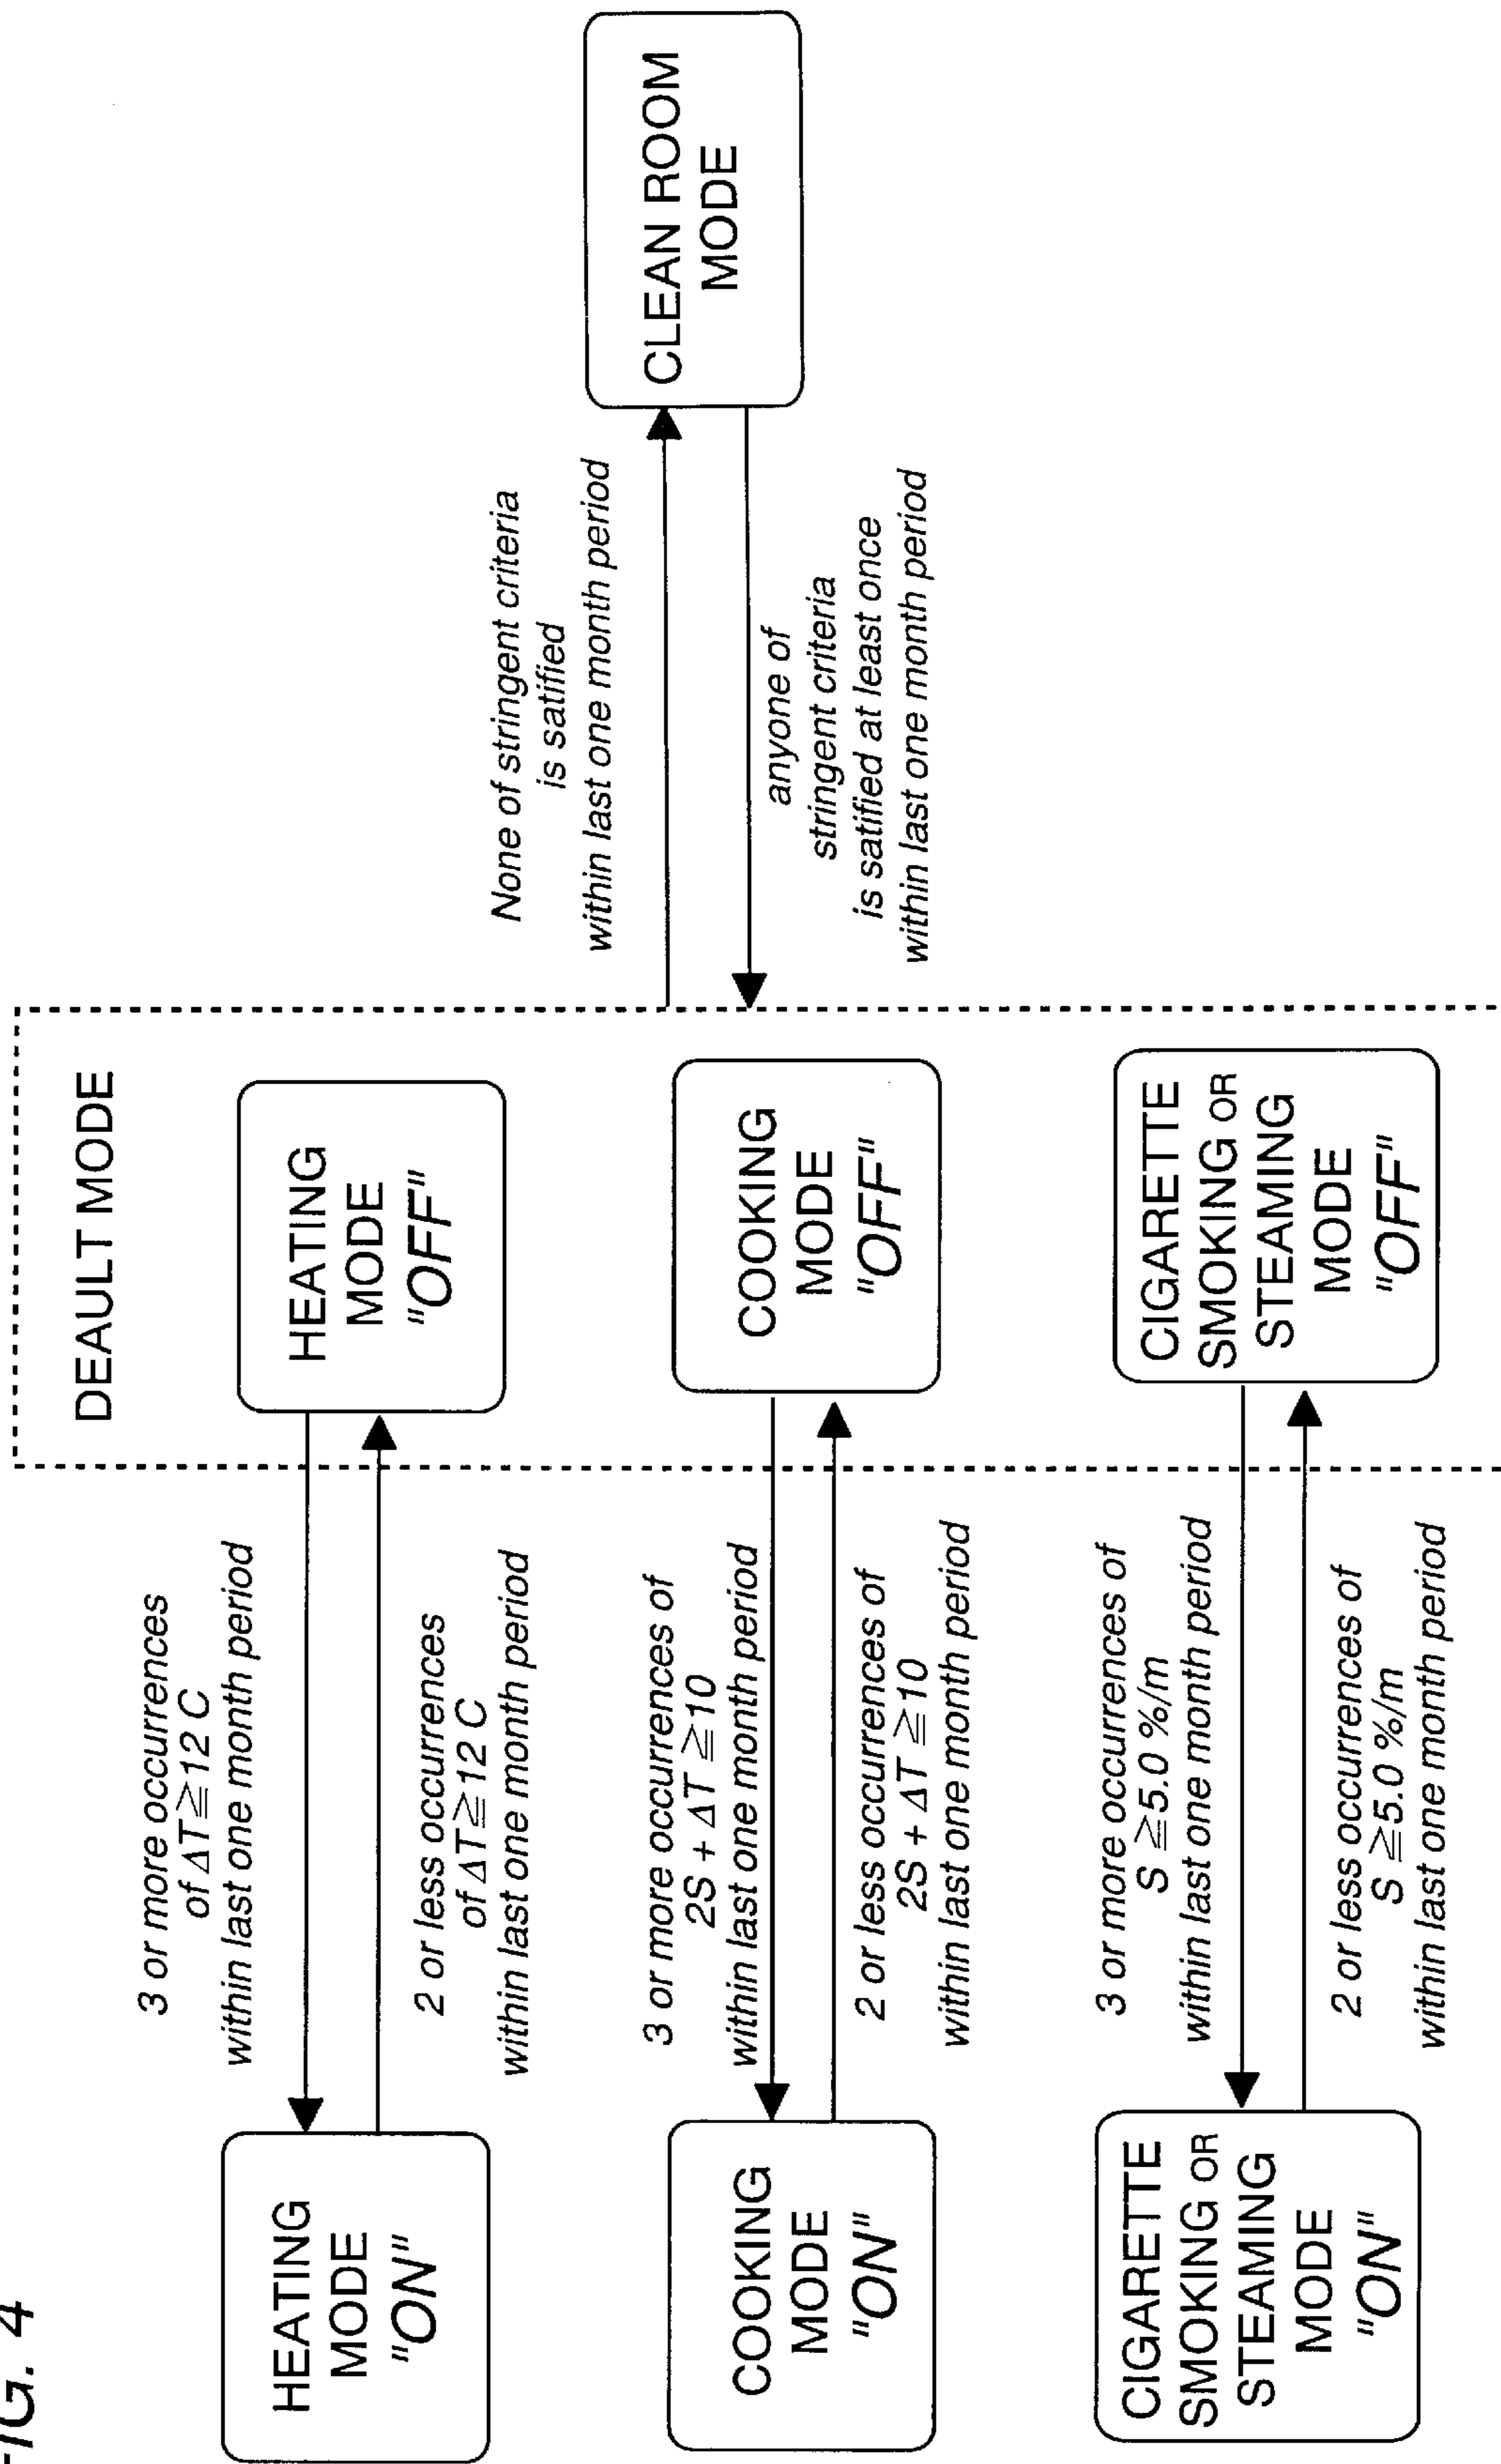 FIG. 4
DEAULT MODE
HEATING
MODE
"ON"
3 or more occurrences
of ΔT≧12 C
within last one month period
2 or less occurrences
of ΔT≧12 C
within last one month period
HEATING
MODE
"OFF"
COOKING
MODE
"ON"
3 or more occurrences of
2S + ΔT ≧10
within last one month period
2 or less occurrences of
2S + ΔT ≧10
within last one month period
COOKING
MODE
"OFF"
CIGARETTE
SMOKING OR
STEAMING
MODE
"ON"
3 or more occurrences of
S ≧5.0 %/m
within last one month period
2 or less occurrences of
S ≧5.0 %/m
within last one month period
CIGARETTE
SMOKING OR
STEAMING
MODE
"OFF"
None of stringent criteria
is satified
within last one month period
anyone of
stringent criteria
is satified at least once
within last one month period
CLEAN ROOM
MODE